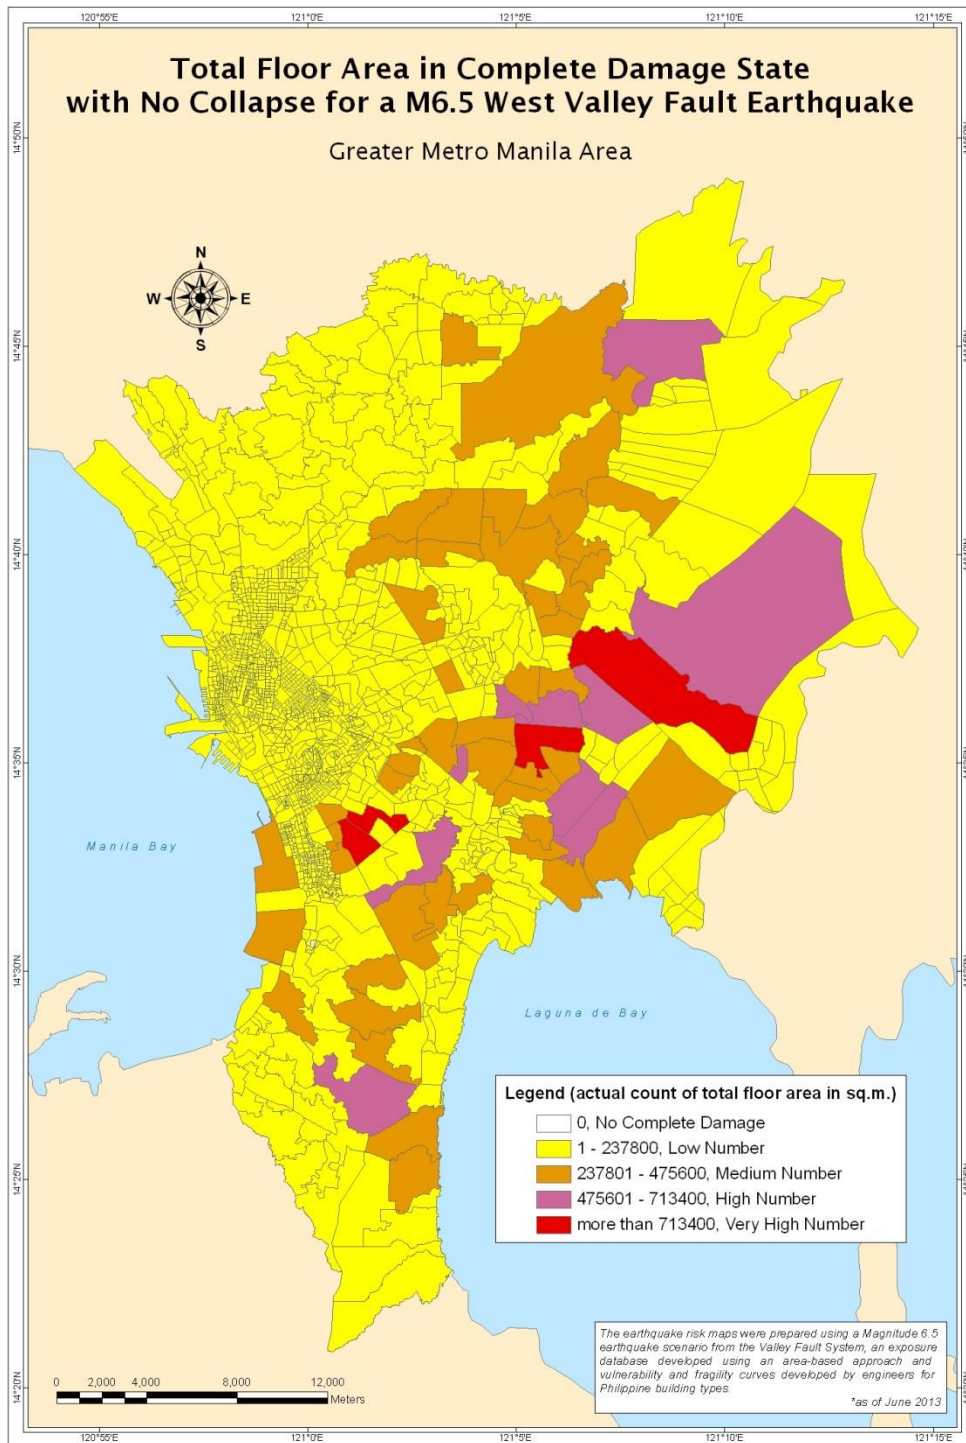 120°55'E 121°0'E 121°5'E 121°10'E 121°15'E
Total Floor Area in Complete Damage State
with No Collapse for a M6.5 West Valley Fault Earthquake
Greater Metro Manila Area
14°50'N
N
W E
S
14°45'N
14°40'N
14°35'N
Manila Bay
14°30'N
Laguna de Bay
Legend (actual count of total floor area in sq.m.)
0, No Complete Damage
1 - 237800, Low Number
237801 - 475600, Medium Number
475601 - 713400, High Number
more than 713400, Very High Number
14°25'N
The earthquake risk maps were prepared using a Magnitude 6.5
earthquake scenario from the Valley Fault System, an exposure
database developed using an area-based approach and
vulnerability and fragility curves developed by engineers for
Philippine building types.
*as of June 2013
0 2,000 4,000 8,000 12,000
Meters
14°20'N
120°55'E 121°0'E 121°5'E 121°10'E 121°15'E